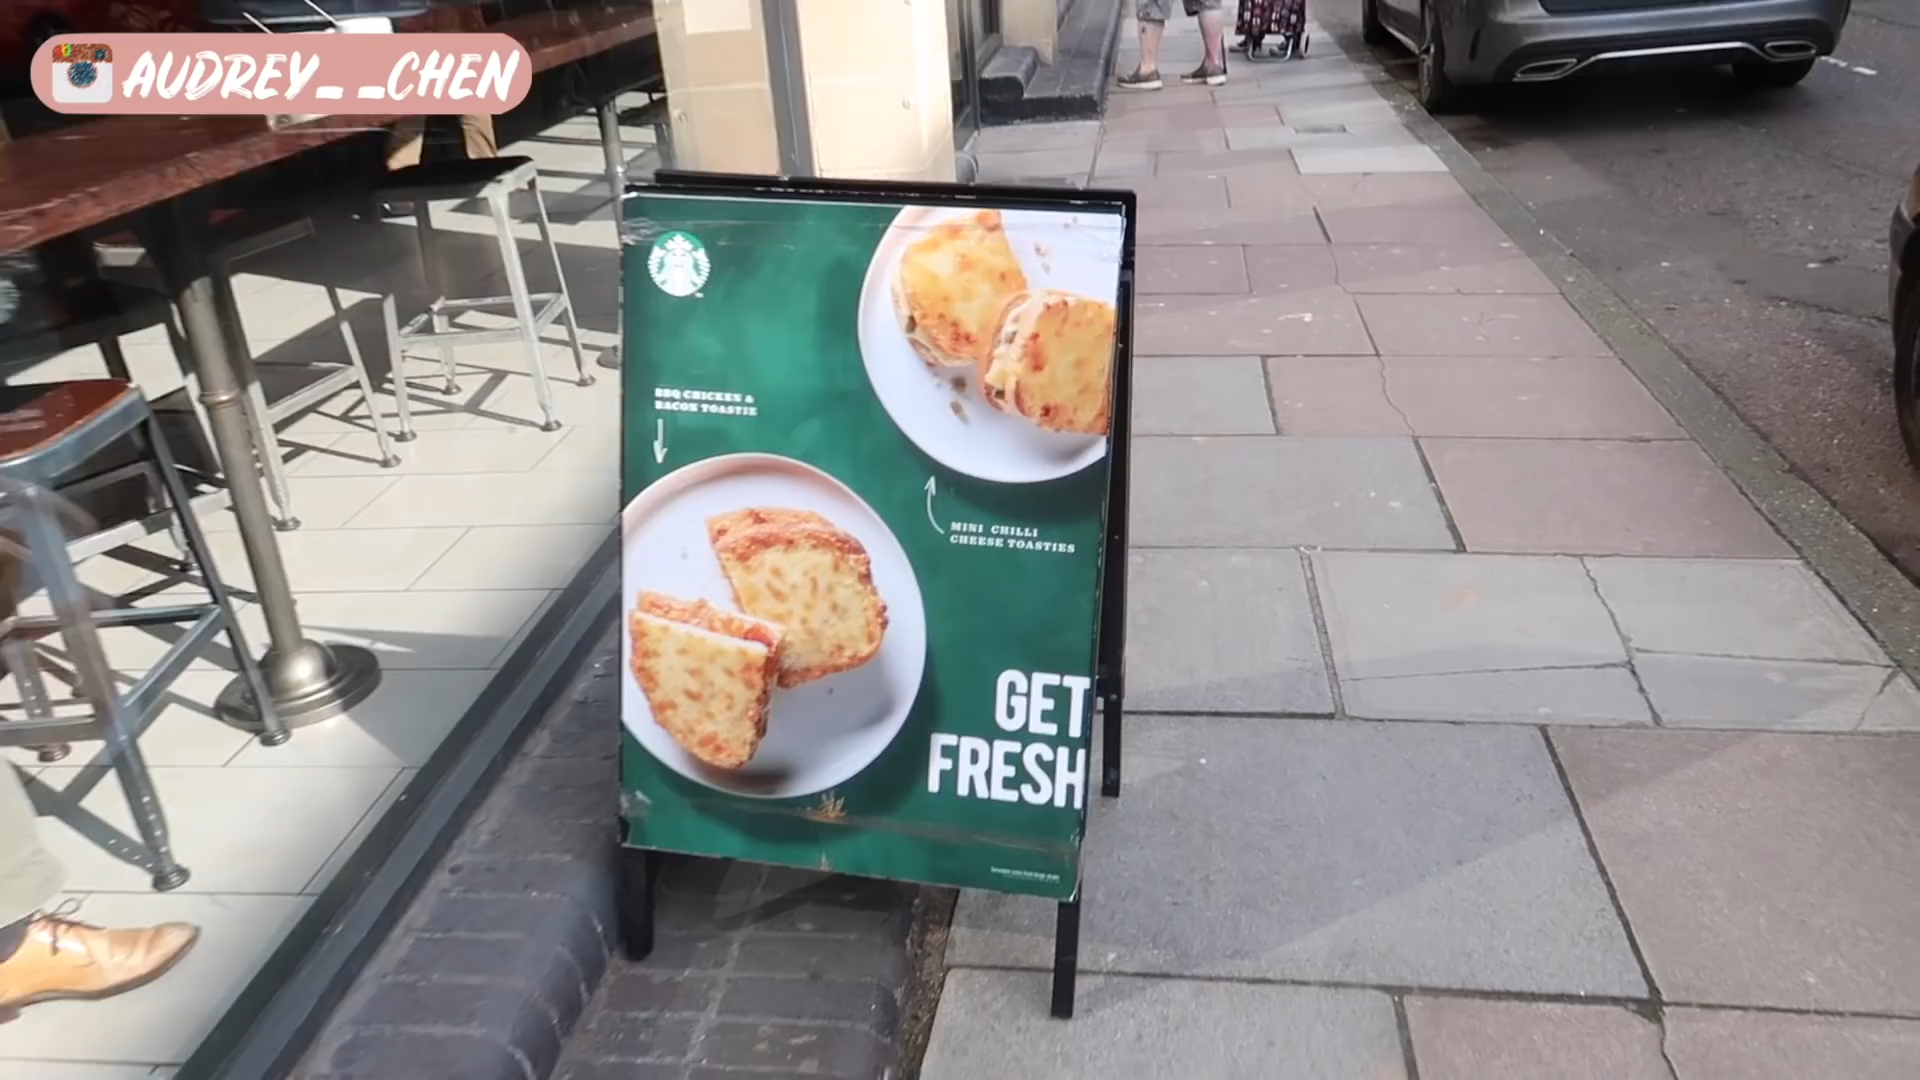 AUDREY_ _CHEN
BBQ CHICKEN &
BACON TOASTIE
MINI CHILLI
CHEESE TOASTIES
GET
FRESH